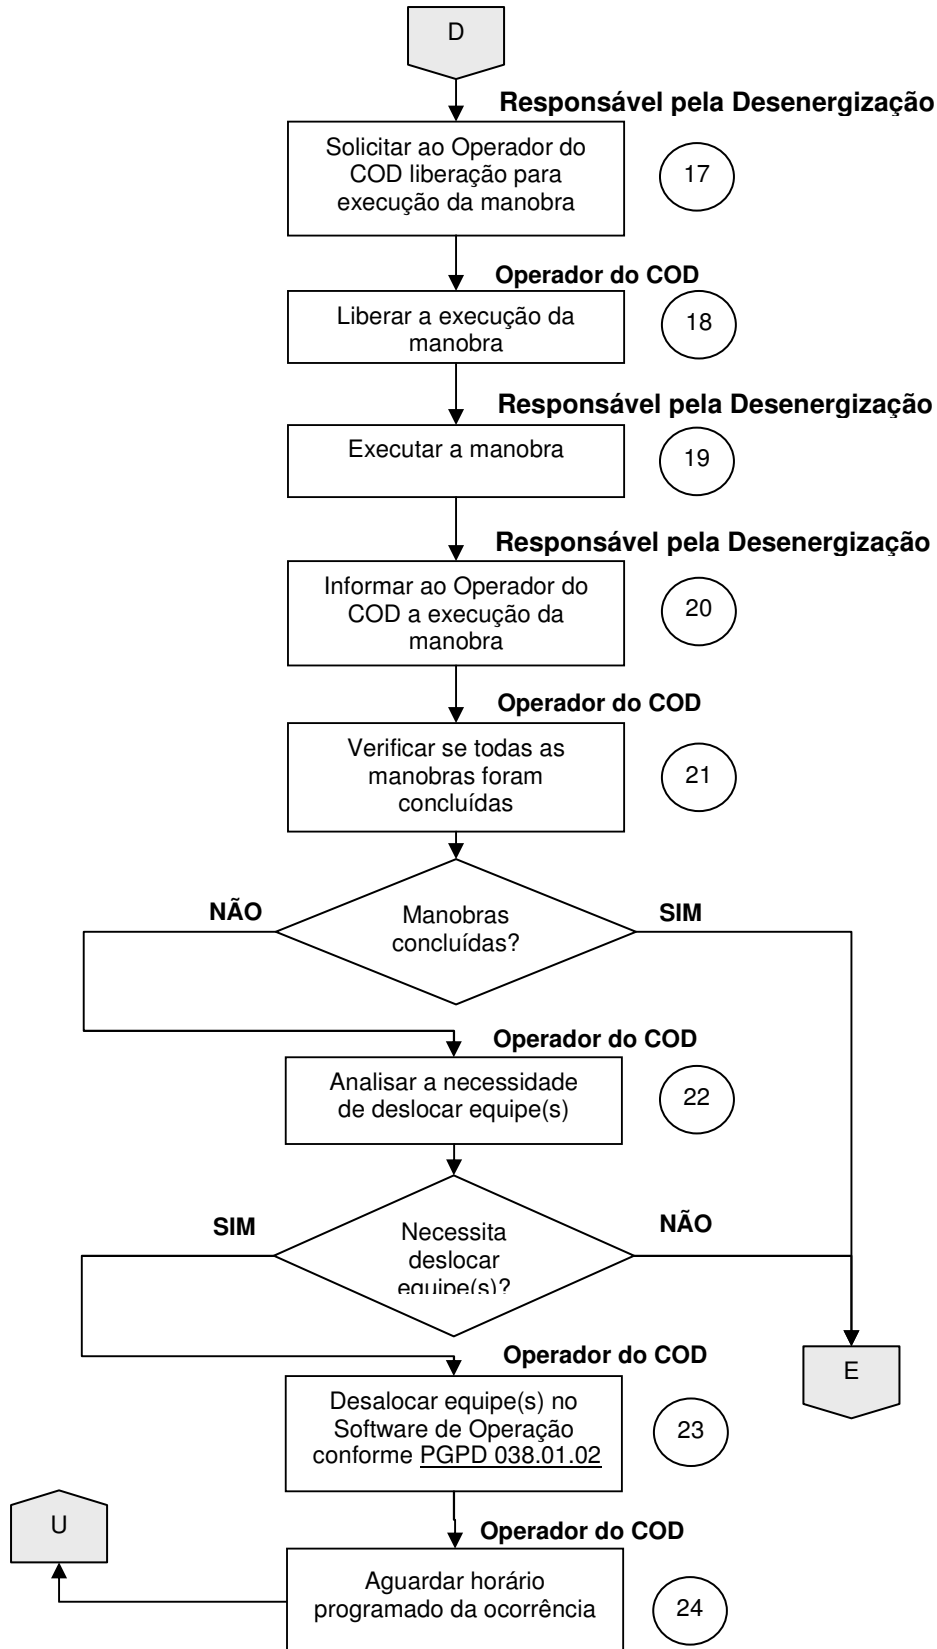 D
Responsável pela Desenergização
Solicitar ao Operador do
COD liberação para
execução da manobra
17
Operador do COD
Liberar a execução da
manobra
18
Responsável pela Desenergização
Executar a manobra
19
Responsável pela Desenergização
Informar ao Operador do
COD a execução da
manobra
20
Operador do COD
Verificar se todas as
manobras foram
concluídas
21
NÃO
Manobras
concluídas?
SIM
Operador do COD
Analisar a necessidade
de deslocar equipe(s)
22
SIM
Necessita
deslocar
equipe(s)?
NÃO
Operador do COD
E
Desalocar equipe(s) no
Software de Operação
conforme PGPD 038.01.02
23
U
Operador do COD
Aguardar horário
programado da ocorrência
24